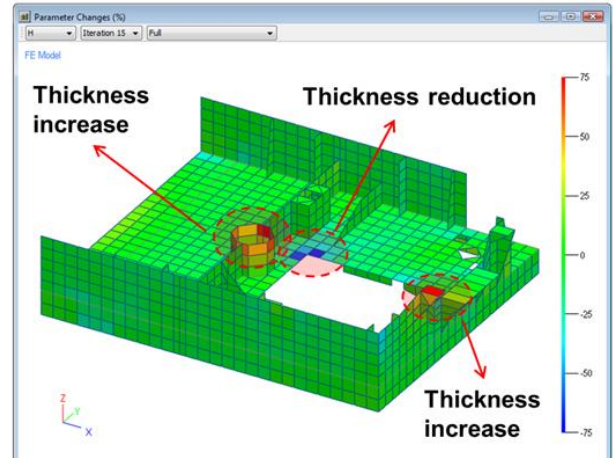 Parameter Changes (%)
H Iteration 15 Full
FE Model
Thickness
increase
Thickness reduction
75
50
25
0
-25
-50
-75
Thickness
increase
Z
Y
X